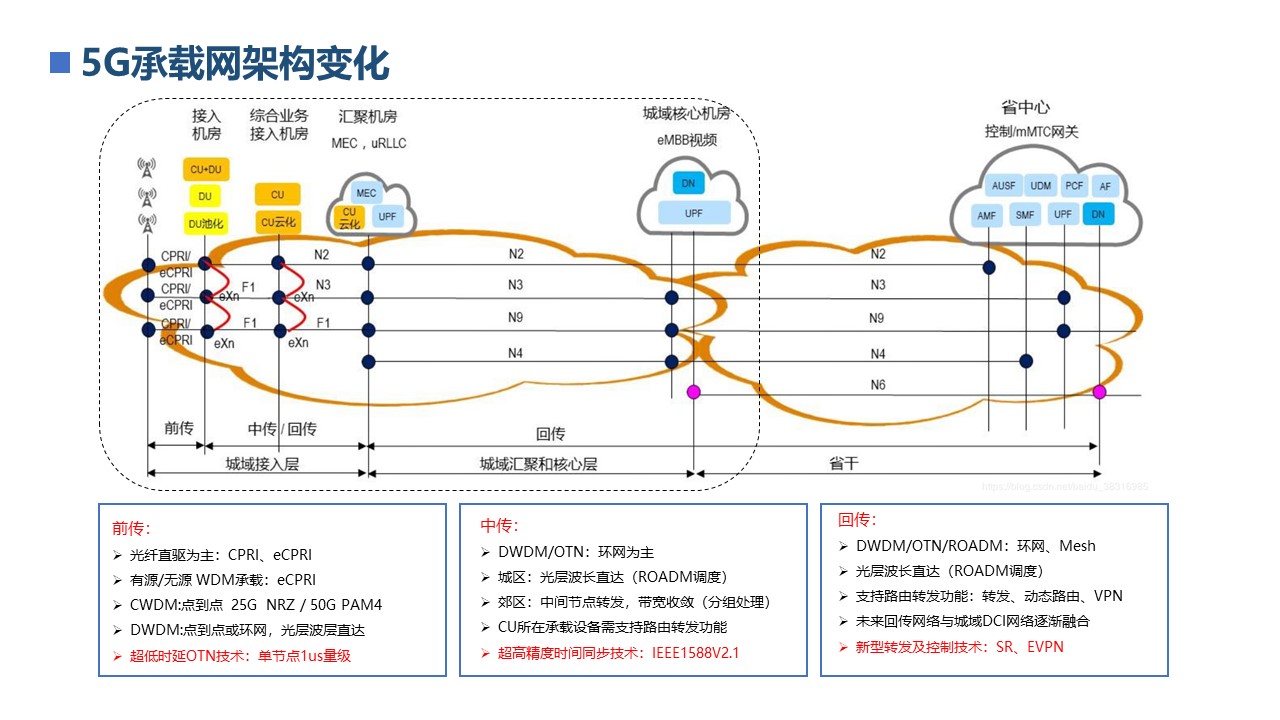 5G承载网架构变化
接入
机房
综合业务
接入机房
汇聚机房
MEC，uRLLC
城域核心机房
eMBB视频
省中心
控制/mMTC网关
CU+DU
DU
DU池化
CU
CU云化
MEC
CU
云化
UPF
DN
UPF
AUSF
UDM
PCF
AF
AMF
SMF
UPF
DN
CPRI/
eCPRI
CPRI/
eCPRI
CPRI/
eCPRI
N2
N2
N2
F1
N3
N3
N3
eXn
eXn
F1
F1
N9
N9
eXn
eXn
N4
N4
N6
前传
中传 / 回传
回传
城域接入层
城域汇聚和核心层
省干
https://blog.csdn.net/baidu_38316985
前传：
➢ 光纤直驱为主：CPRI、eCPRI
➢ 有源/无源 WDM承载：eCPRI
➢ CWDM:点到点 25G NRZ / 50G PAM4
➢ DWDM:点到点或环网，光层波层直达
➢ 超低时延OTN技术：单节点1us量级
中传：
➢ DWDM/OTN：环网为主
➢ 城区：光层波长直达（ROADM调度）
➢ 郊区：中间节点转发，带宽收敛（分组处理）
➢ CU所在承载设备需支持路由转发功能
➢ 超高精度时间同步技术：IEEE1588V2.1
回传：
➢ DWDM/OTN/ROADM：环网、Mesh
➢ 光层波长直达（ROADM调度）
➢ 支持路由转发功能：转发、动态路由、VPN
➢ 未来回传网络与城域DCI网络逐渐融合
➢ 新型转发及控制技术：SR、EVPN